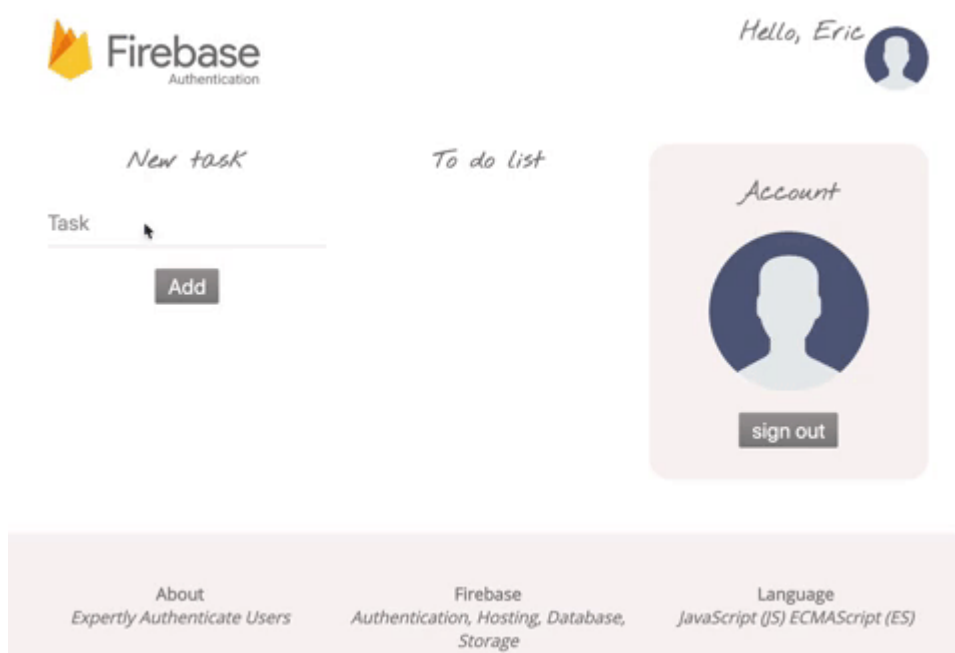 Firebase
Authentication
Hello, Eric
New task
To do list
Account
Task
Add
sign out
About
Expertly Authenticate Users
Firebase
Authentication, Hosting, Database,
Storage
Language
JavaScript (JS) ECMAScript (ES)